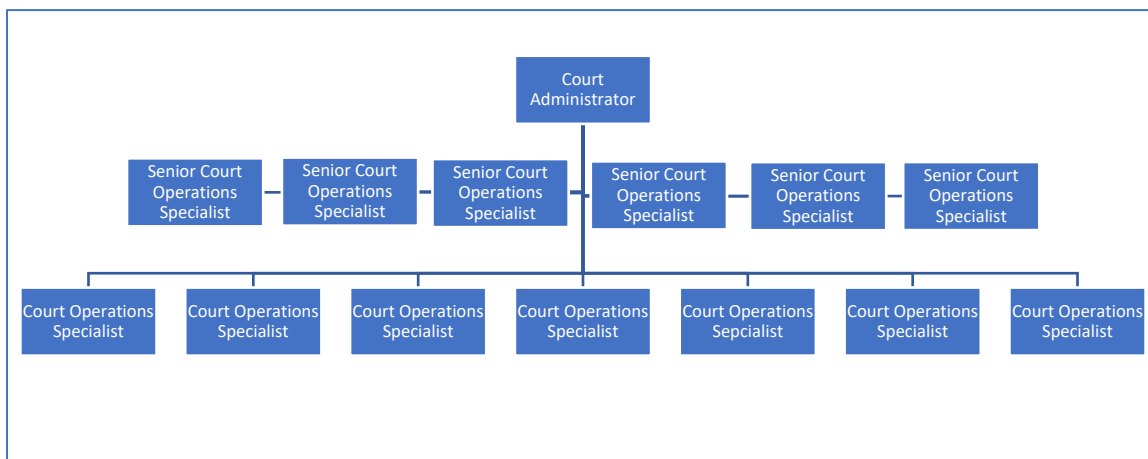 Court
Administrator
Senior Court
Operations
Specialist
Senior Court
Operations
Specialist
Senior Court
Operations
Specialist
Senior Court
Operations
Specialist
Senior Court
Operations
Specialist
Senior Court
Operations
Specialist
Court Operations
Specialist
Court Operations
Specialist
Court Operations
Specialist
Court Operations
Specialist
Court Operations
Sepcialist
Court Operations
Specialist
Court Operations
Specialist